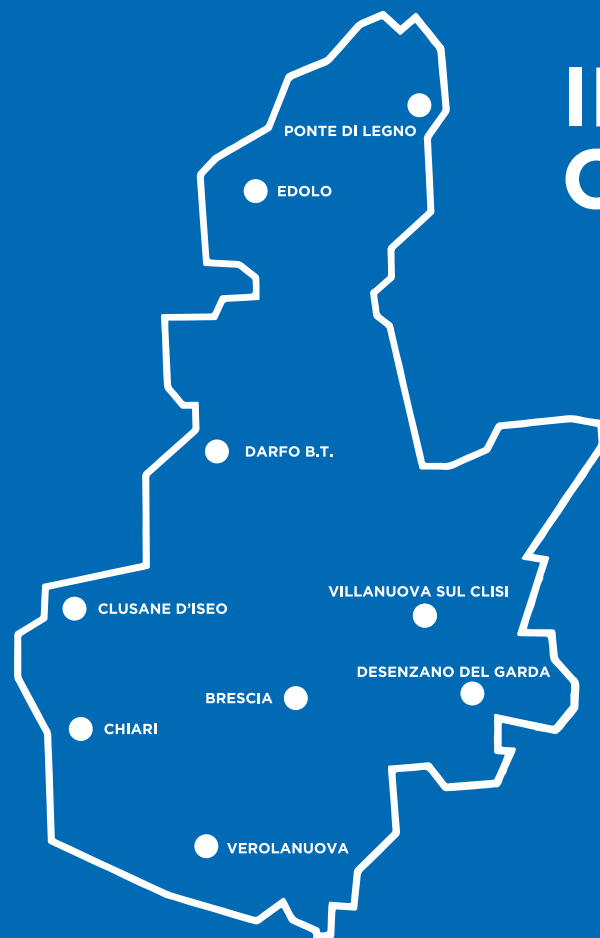 PONTE DI LEGNO
EDOLO
DARFO B.T.
CLUSANE D'ISEO
VILLANUOVA SUL CLISI
DESENZANO DEL GARDA
BRESCIA
CHIARI
VEROLANUOVA